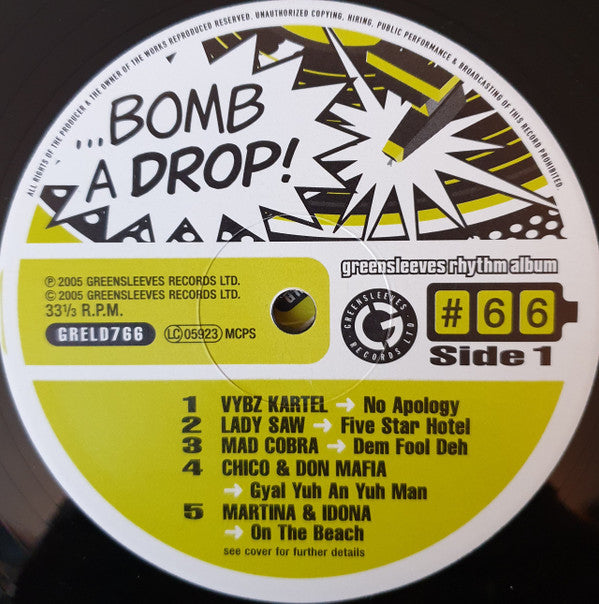 ALL RIGHTS OF THE PRODUCER & THE OWNER OF THE WORKS REPRODUCED RESERVED. UNAUTHORIZED COPYING, HIRING, PUBLIC PERFORMANCE & BROADCASTING OF THIS RECORD PROHIBITED.
...BOMB
A DROP!
greensleeves rhythm album
℗ 2005 GREENSLEEVES RECORDS LTD.
© 2005 GREENSLEEVES RECORDS LTD.
33⅓ R.P.M.
GRELD766 LC 05923 MCPS
GREENSLEEVES RECORDS LTD
G
#66
Side 1
1 VYBZ KARTEL → No Apology
2 LADY SAW → Five Star Hotel
3 MAD COBRA → Dem Fool Deh
4 CHICO & DON MAFIA
→ Gyal Yuh An Yuh Man
5 MARTINA & IDONA
→ On The Beach
see cover for further details